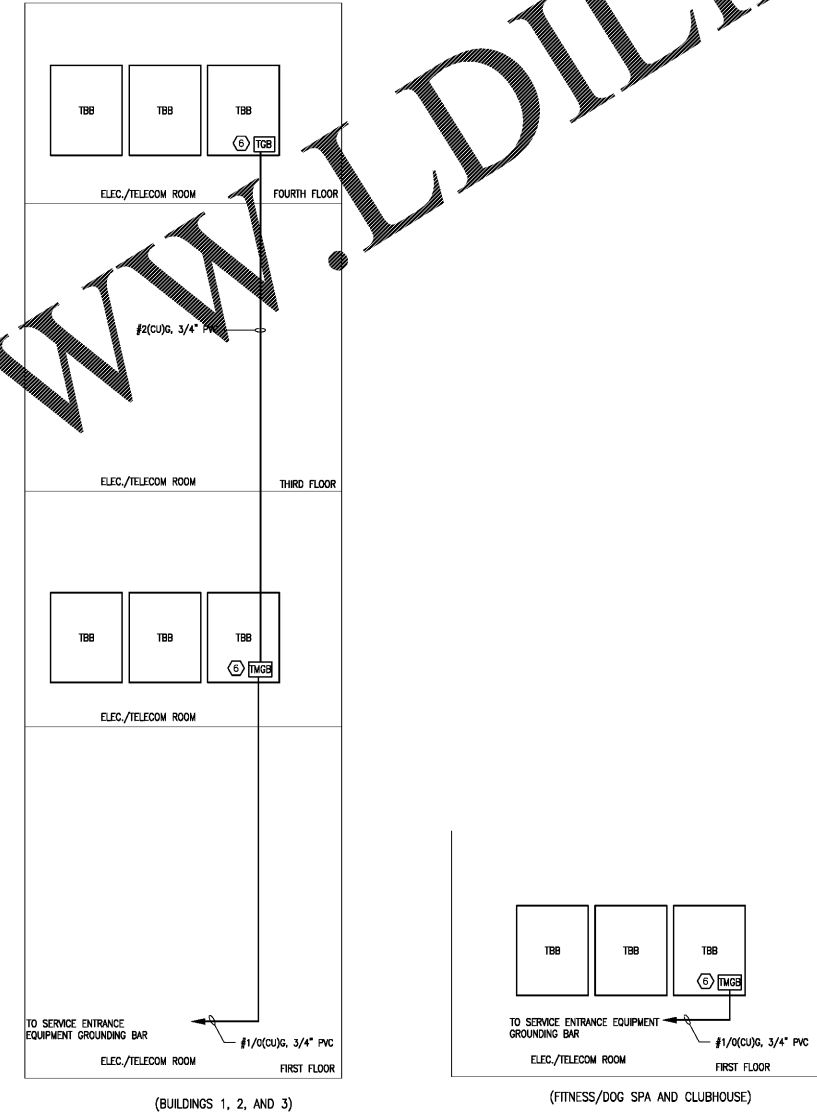 WWW.LDILI
TBB TBB TBB
6 TGB
ELEC./TELECOM ROOM FOURTH FLOOR
#2(CU)G, 3/4" PVC
ELEC./TELECOM ROOM THIRD FLOOR
TBB TBB TBB
6 TMGB
ELEC./TELECOM ROOM
TO SERVICE ENTRANCE
EQUIPMENT GROUNDING BAR
#1/0(CU)G, 3/4" PVC
ELEC./TELECOM ROOM FIRST FLOOR
(BUILDINGS 1, 2, AND 3)
TBB TBB TBB
6 TMGB
TO SERVICE ENTRANCE EQUIPMENT
GROUNDING BAR
#1/0(CU)G, 3/4" PVC
ELEC./TELECOM ROOM FIRST FLOOR
(FITNESS/DOG SPA AND CLUBHOUSE)